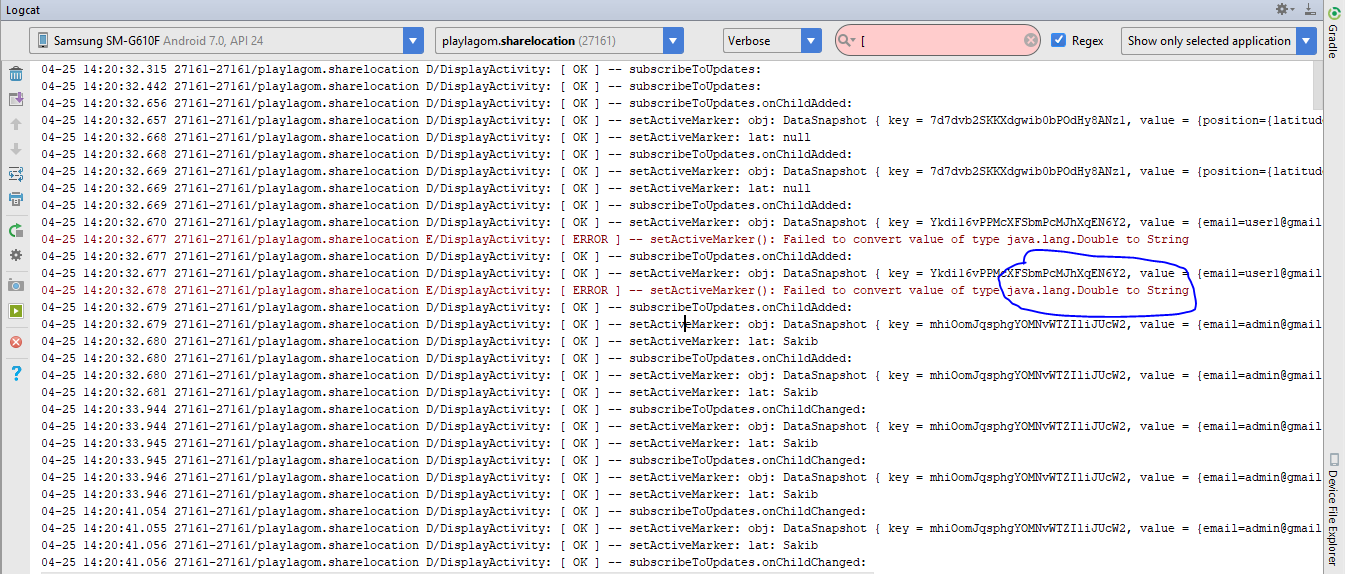 Logcat
Samsung SM-G610F Android 7.0, API 24
playlagom.sharelocation (27161)
Verbose
[
Regex
Show only selected application
Gradle
04-25 14:20:32.315 27161-27161/playlagom.sharelocation D/DisplayActivity: [ OK ] -- subscribeToUpdates:
04-25 14:20:32.442 27161-27161/playlagom.sharelocation D/DisplayActivity: [ OK ] -- subscribeToUpdates:
04-25 14:20:32.656 27161-27161/playlagom.sharelocation D/DisplayActivity: [ OK ] -- subscribeToUpdates.onChildAdded:
04-25 14:20:32.657 27161-27161/playlagom.sharelocation D/DisplayActivity: [ OK ] -- setActiveMarker: obj: DataSnapshot { key = 7d7dvb2SKKXdgwib0bPOdHy8ANz1, value = {position={latitude
04-25 14:20:32.668 27161-27161/playlagom.sharelocation D/DisplayActivity: [ OK ] -- setActiveMarker: lat: null
04-25 14:20:32.668 27161-27161/playlagom.sharelocation D/DisplayActivity: [ OK ] -- subscribeToUpdates.onChildAdded:
04-25 14:20:32.669 27161-27161/playlagom.sharelocation D/DisplayActivity: [ OK ] -- setActiveMarker: obj: DataSnapshot { key = 7d7dvb2SKKXdgwib0bPOdHy8ANz1, value = {position={latitude
04-25 14:20:32.669 27161-27161/playlagom.sharelocation D/DisplayActivity: [ OK ] -- setActiveMarker: lat: null
04-25 14:20:32.669 27161-27161/playlagom.sharelocation D/DisplayActivity: [ OK ] -- subscribeToUpdates.onChildAdded:
04-25 14:20:32.670 27161-27161/playlagom.sharelocation D/DisplayActivity: [ OK ] -- setActiveMarker: obj: DataSnapshot { key = Ykdil6vPPMcXFSbmPcMJhXqEN6Y2, value = {email=user1@gmail
04-25 14:20:32.677 27161-27161/playlagom.sharelocation E/DisplayActivity: [ ERROR ] -- setActiveMarker(): Failed to convert value of type java.lang.Double to String
04-25 14:20:32.677 27161-27161/playlagom.sharelocation D/DisplayActivity: [ OK ] -- subscribeToUpdates.onChildAdded:
04-25 14:20:32.677 27161-27161/playlagom.sharelocation D/DisplayActivity: [ OK ] -- setActiveMarker: obj: DataSnapshot { key = Ykdil6vPPMcXFSbmPcMJhXqEN6Y2, value = {email=user1@gmail
04-25 14:20:32.678 27161-27161/playlagom.sharelocation E/DisplayActivity: [ ERROR ] -- setActiveMarker(): Failed to convert value of type java.lang.Double to String
04-25 14:20:32.679 27161-27161/playlagom.sharelocation D/DisplayActivity: [ OK ] -- subscribeToUpdates.onChildAdded:
04-25 14:20:32.679 27161-27161/playlagom.sharelocation D/DisplayActivity: [ OK ] -- setActiveMarker: obj: DataSnapshot { key = mhiOomJqsphgYOMNvWTZIliJUcW2, value = {email=admin@gmail
04-25 14:20:32.680 27161-27161/playlagom.sharelocation D/DisplayActivity: [ OK ] -- setActiveMarker: lat: Sakib
04-25 14:20:32.680 27161-27161/playlagom.sharelocation D/DisplayActivity: [ OK ] -- subscribeToUpdates.onChildAdded:
04-25 14:20:32.680 27161-27161/playlagom.sharelocation D/DisplayActivity: [ OK ] -- setActiveMarker: obj: DataSnapshot { key = mhiOomJqsphgYOMNvWTZIliJUcW2, value = {email=admin@gmail
04-25 14:20:32.681 27161-27161/playlagom.sharelocation D/DisplayActivity: [ OK ] -- setActiveMarker: lat: Sakib
04-25 14:20:33.944 27161-27161/playlagom.sharelocation D/DisplayActivity: [ OK ] -- subscribeToUpdates.onChildChanged:
04-25 14:20:33.944 27161-27161/playlagom.sharelocation D/DisplayActivity: [ OK ] -- setActiveMarker: obj: DataSnapshot { key = mhiOomJqsphgYOMNvWTZIliJUcW2, value = {email=admin@gmail
04-25 14:20:33.945 27161-27161/playlagom.sharelocation D/DisplayActivity: [ OK ] -- setActiveMarker: lat: Sakib
04-25 14:20:33.945 27161-27161/playlagom.sharelocation D/DisplayActivity: [ OK ] -- subscribeToUpdates.onChildChanged:
04-25 14:20:33.946 27161-27161/playlagom.sharelocation D/DisplayActivity: [ OK ] -- setActiveMarker: obj: DataSnapshot { key = mhiOomJqsphgYOMNvWTZIliJUcW2, value = {email=admin@gmail
04-25 14:20:33.946 27161-27161/playlagom.sharelocation D/DisplayActivity: [ OK ] -- setActiveMarker: lat: Sakib
04-25 14:20:41.054 27161-27161/playlagom.sharelocation D/DisplayActivity: [ OK ] -- subscribeToUpdates.onChildChanged:
04-25 14:20:41.055 27161-27161/playlagom.sharelocation D/DisplayActivity: [ OK ] -- setActiveMarker: obj: DataSnapshot { key = mhiOomJqsphgYOMNvWTZIliJUcW2, value = {email=admin@gmail
04-25 14:20:41.056 27161-27161/playlagom.sharelocation D/DisplayActivity: [ OK ] -- setActiveMarker: lat: Sakib
04-25 14:20:41.056 27161-27161/playlagom.sharelocation D/DisplayActivity: [ OK ] -- subscribeToUpdates.onChildChanged:
Device File Explorer